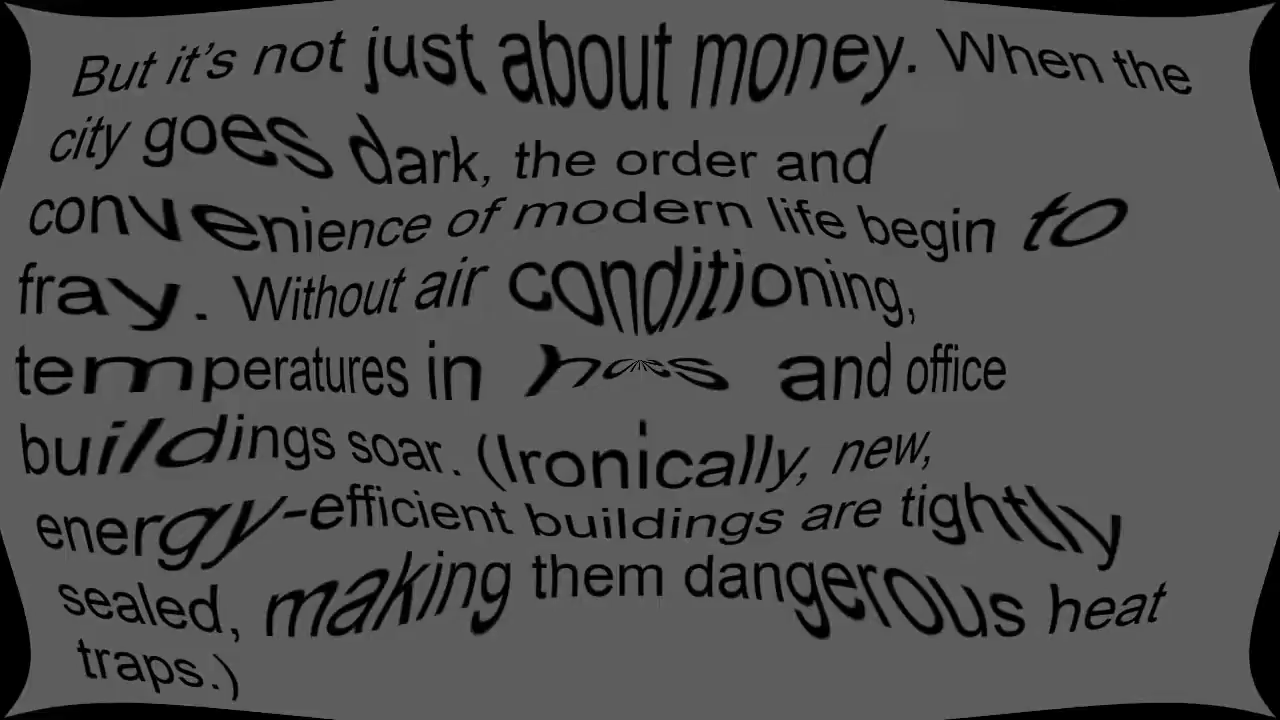 But it's not just about money. When the
city goes dark, the order and
convenience of modern life begin to
fray. Without air conditioning,
temperatures in and office
buildings soar. (Ironically, new,
energy-efficient buildings are tightly
sealed, making them dangerous heat
traps.)